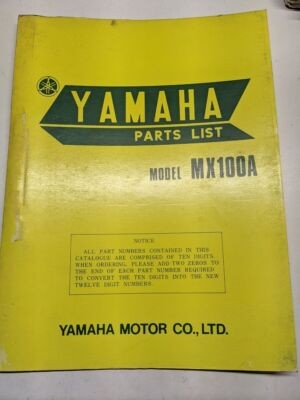 YAMAHA
PARTS LIST
MODEL MX100A
NOTICE
ALL PART NUMBERS CONTAINED IN THIS
CATALOGUE ARE COMPRISED OF TEN DIGITS.
WHEN ORDERING, PLEASE ADD TWO ZEROS TO
THE END OF EACH PART NUMBER REQUIRED
TO CONVERT THE TEN DIGITS INTO THE NEW
TWELVE DIGIT NUMBERS.
YAMAHA MOTOR CO., LTD.